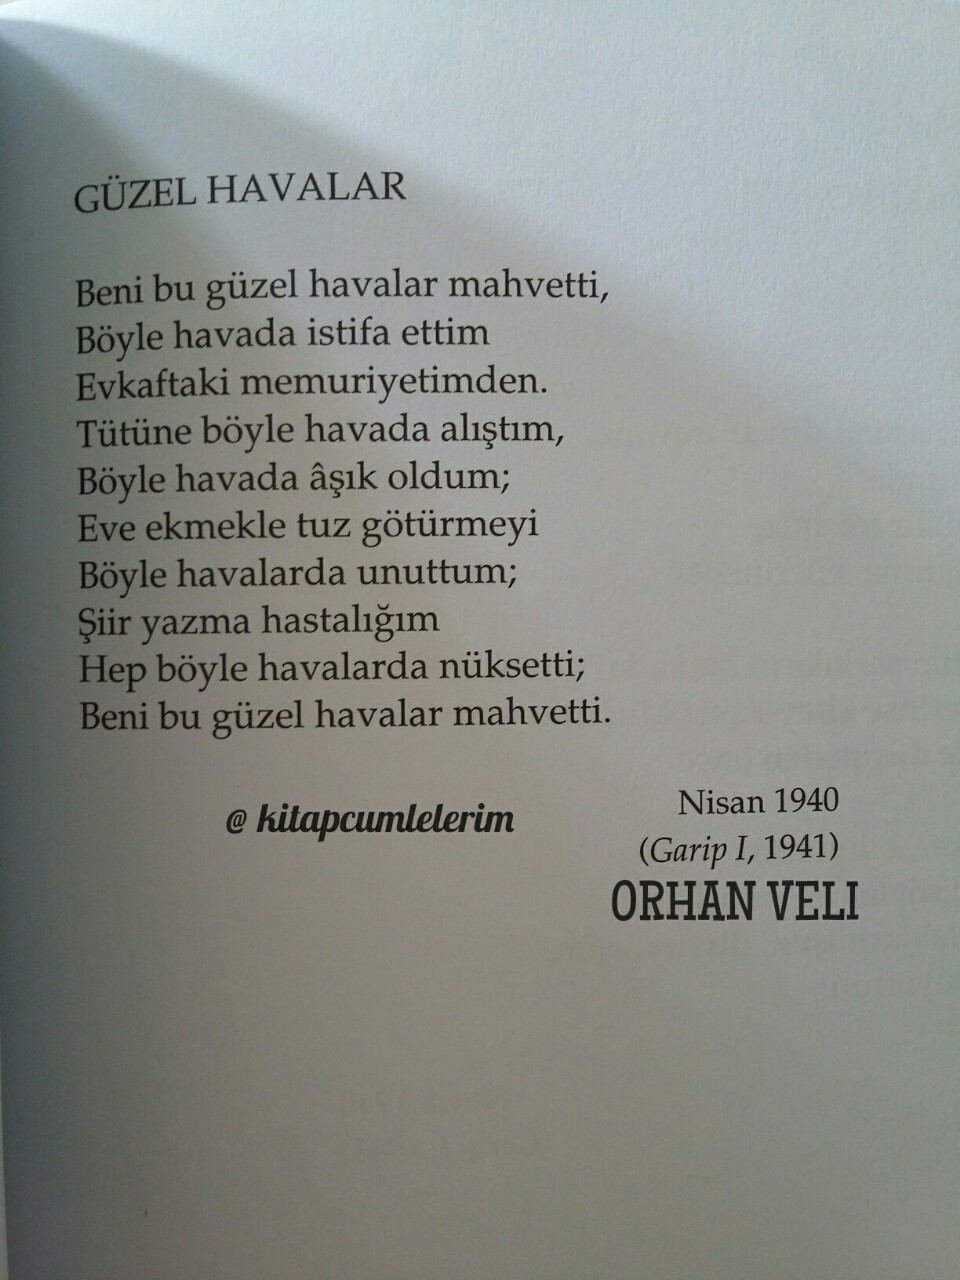 GÜZEL HAVALAR
Beni bu güzel havalar mahvetti,
Böyle havada istifa ettim
Evkaftaki memuriyetimden.
Tütüne böyle havada alıştım,
Böyle havada âşık oldum;
Eve ekmekle tuz götürmeyi
Böyle havalarda unuttum;
Şiir yazma hastalığım
Hep böyle havalarda nüksetti;
Beni bu güzel havalar mahvetti.
@ kitapcumlelerim
Nisan 1940
(Garip I, 1941)
ORHAN VELI